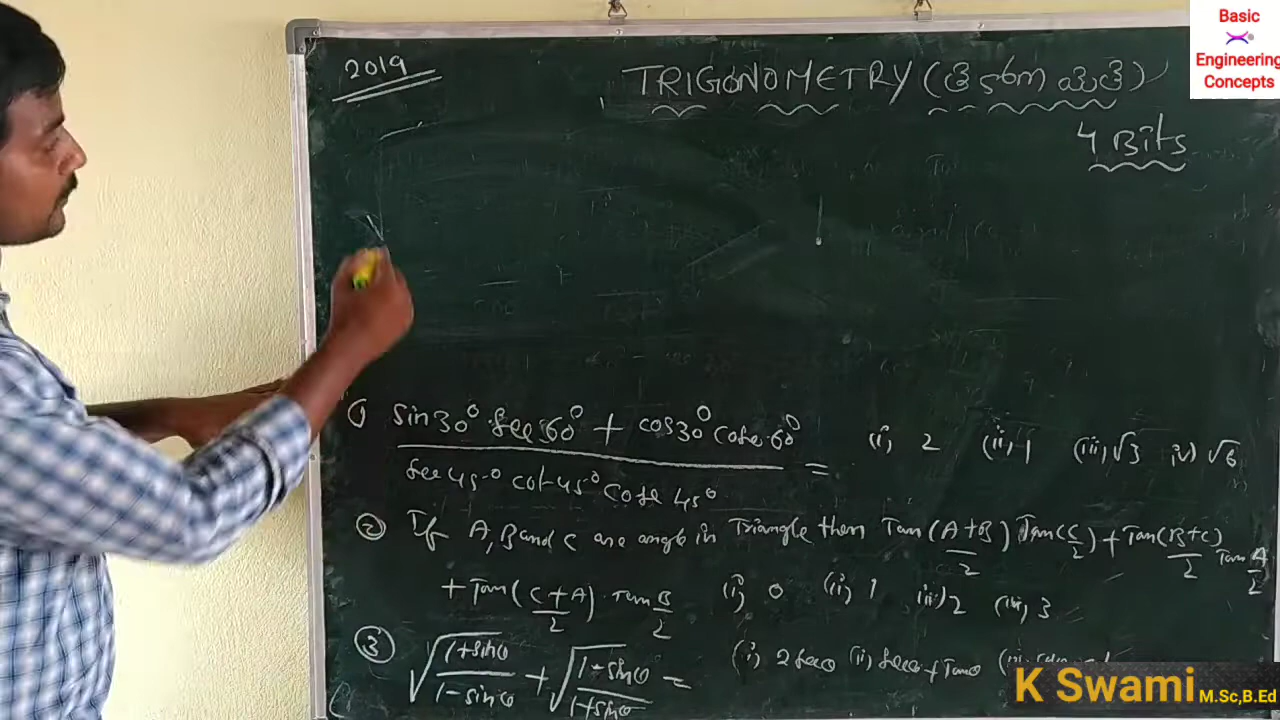 Basic
Engineering
Concepts
2019
TRIGONOMETRY (త్రికోణమితి)
4 Bits
1) Sin30° Sec60° + Cos30° Cosec60°
Sec45° cot45° Cosec45° =
(i) 2 (ii) 1 (iii) √3 iv) √6
② If A, B and C are angle in Triangle then Tan(A+B/2) Tan(C/2) + Tan(B+C/2) Tan A/2
+ Tan(C+A/2) · Tan B/2 (i) 0 (ii) 1 iii) 2 (iv) 3
③ √(1+sinθ/1-sinθ) + √(1-sinθ/1+sinθ) = (i) 2secθ (ii) secθ+Tanθ
K Swami M.Sc,B.Ed